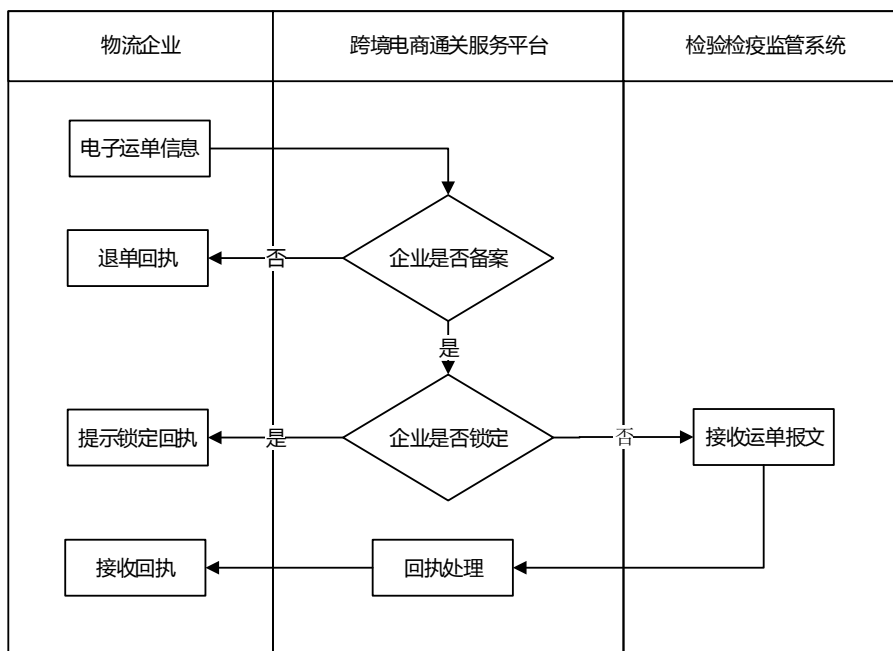 物流企业
跨境电商通关服务平台
检验检疫监管系统
电子运单信息
退单回执
否
企业是否备案
是
提示锁定回执
是
企业是否锁定
否
接收运单报文
接收回执
回执处理